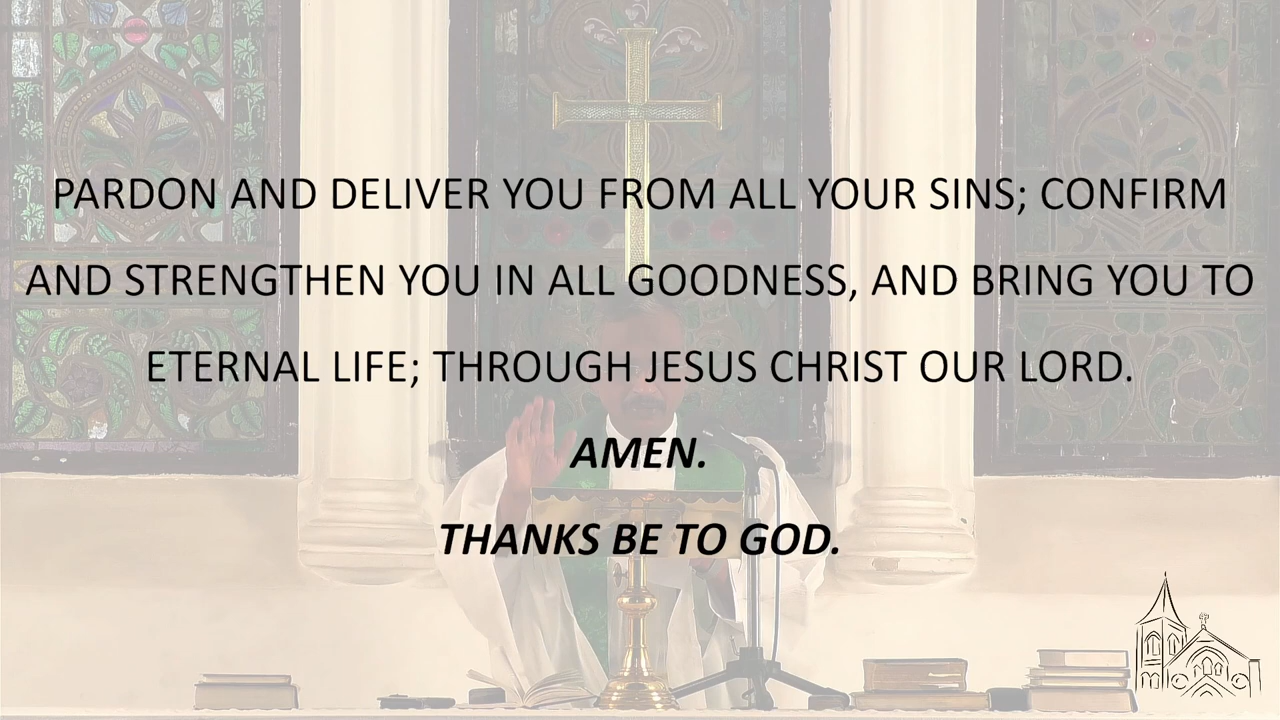 PARDON AND DELIVER YOU FROM ALL YOUR SINS; CONFIRM
AND STRENGTHEN YOU IN ALL GOODNESS, AND BRING YOU TO
ETERNAL LIFE; THROUGH JESUS CHRIST OUR LORD.
AMEN.
THANKS BE TO GOD.